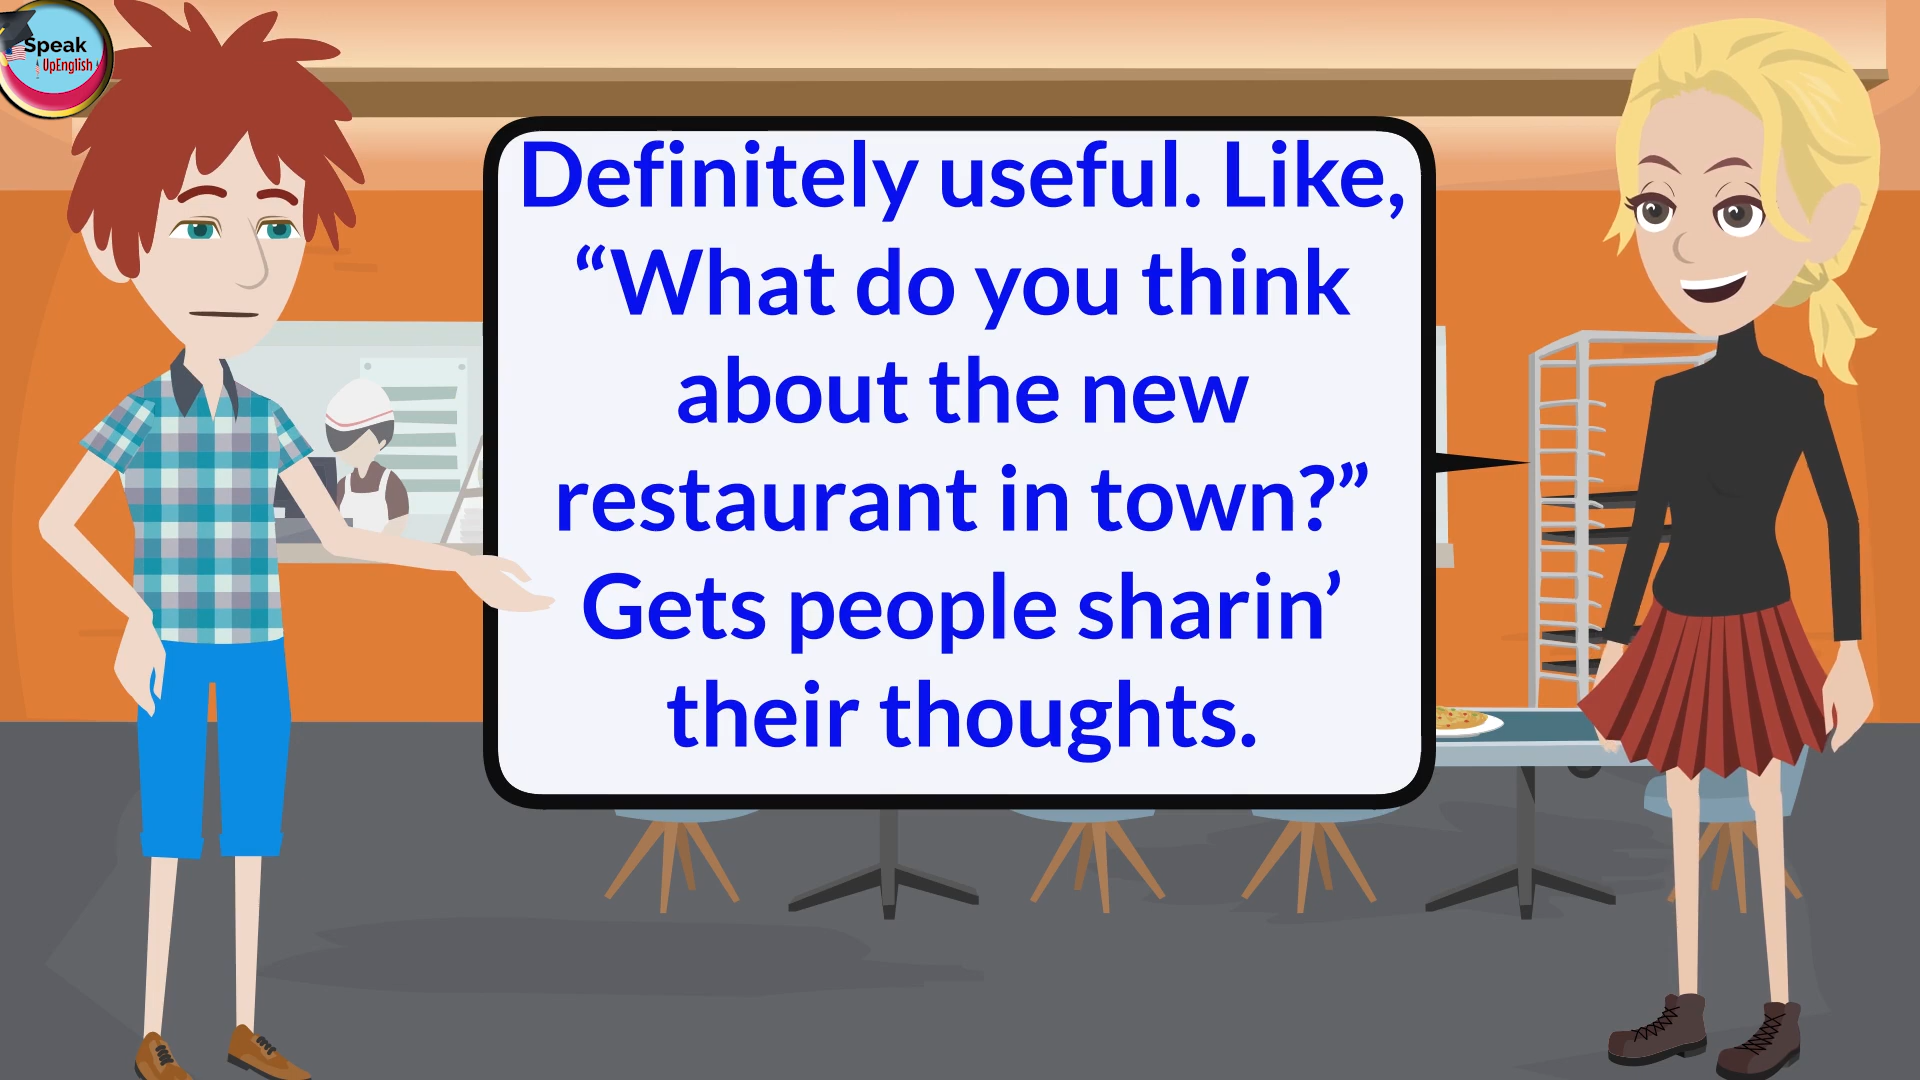 Speak
UpEnglish
Definitely useful. Like,
“What do you think
about the new
restaurant in town?”
Gets people sharin’
their thoughts.